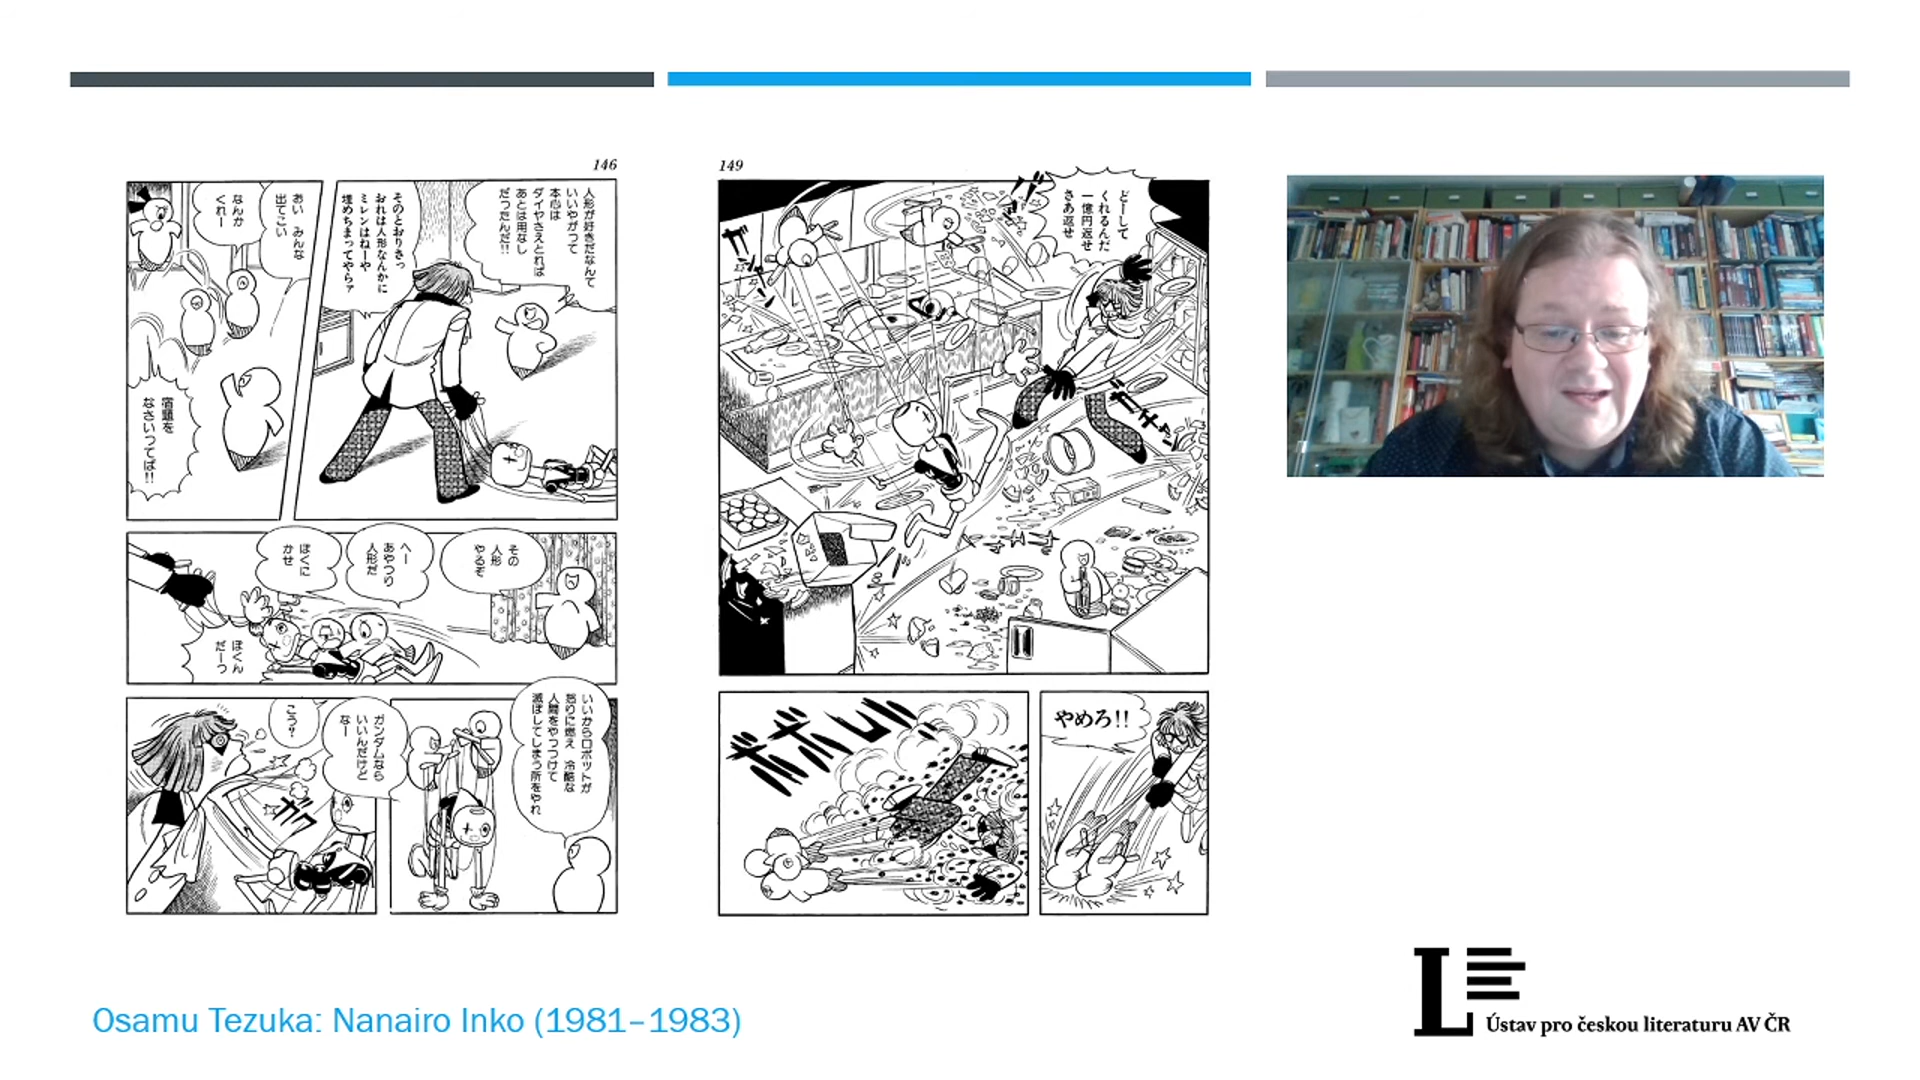 146
人形が好きだなんて
いいやがって
本心は
ダイヤさえとれば
あとは用なし
だったんだ!!
そのとおりさっ
おれは人形なんかに
ミレンはねーや
埋めちまってやら?
おい みんな
出てこい
なんか
くれー
宿題を
なさいってば!!
その
人形
やるぞ
へー
あやつり
人形だ
ぼくに
かせ
ぼくん
だーっ
いいからロボットが
怒りに燃え 冷酷な
人間をやっつけて
滅ぼしてしまう所をやれ
ガンダムなら
いいんだけど
なー
こう?
ガッ
149
どーして
くれるんだ
一億円返せ
さあ返せ
やめろ!!
Osamu Tezuka: Nanairo Inko (1981–1983)
Ústav pro českou literaturu AV ČR